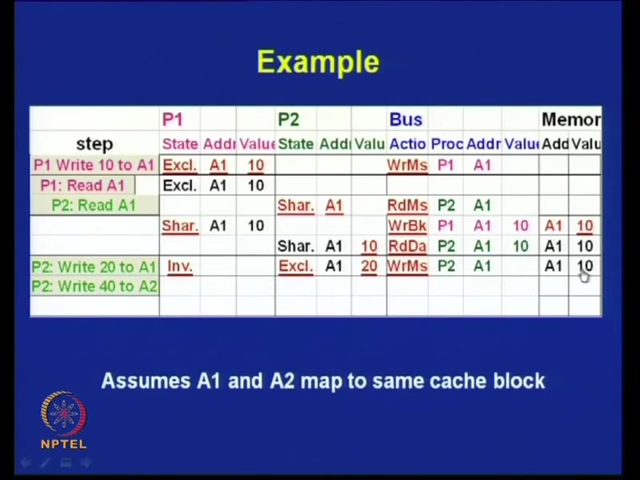 Example
P1 P2 Bus Memor
step State Addr Value State Addr Valu Actio Proc Addr Value Add Valu
P1 Write 10 to A1 Excl. A1 10 WrMs P1 A1
P1: Read A1 Excl. A1 10
P2: Read A1 Shar. A1 RdMs P2 A1
Shar. A1 10 WrBk P1 A1 10 A1 10
Shar. A1 10 RdDa P2 A1 10 A1 10
P2: Write 20 to A1 Inv. Excl. A1 20 WrMs P2 A1 A1 10
P2: Write 40 to A2
Assumes A1 and A2 map to same cache block
NPTEL